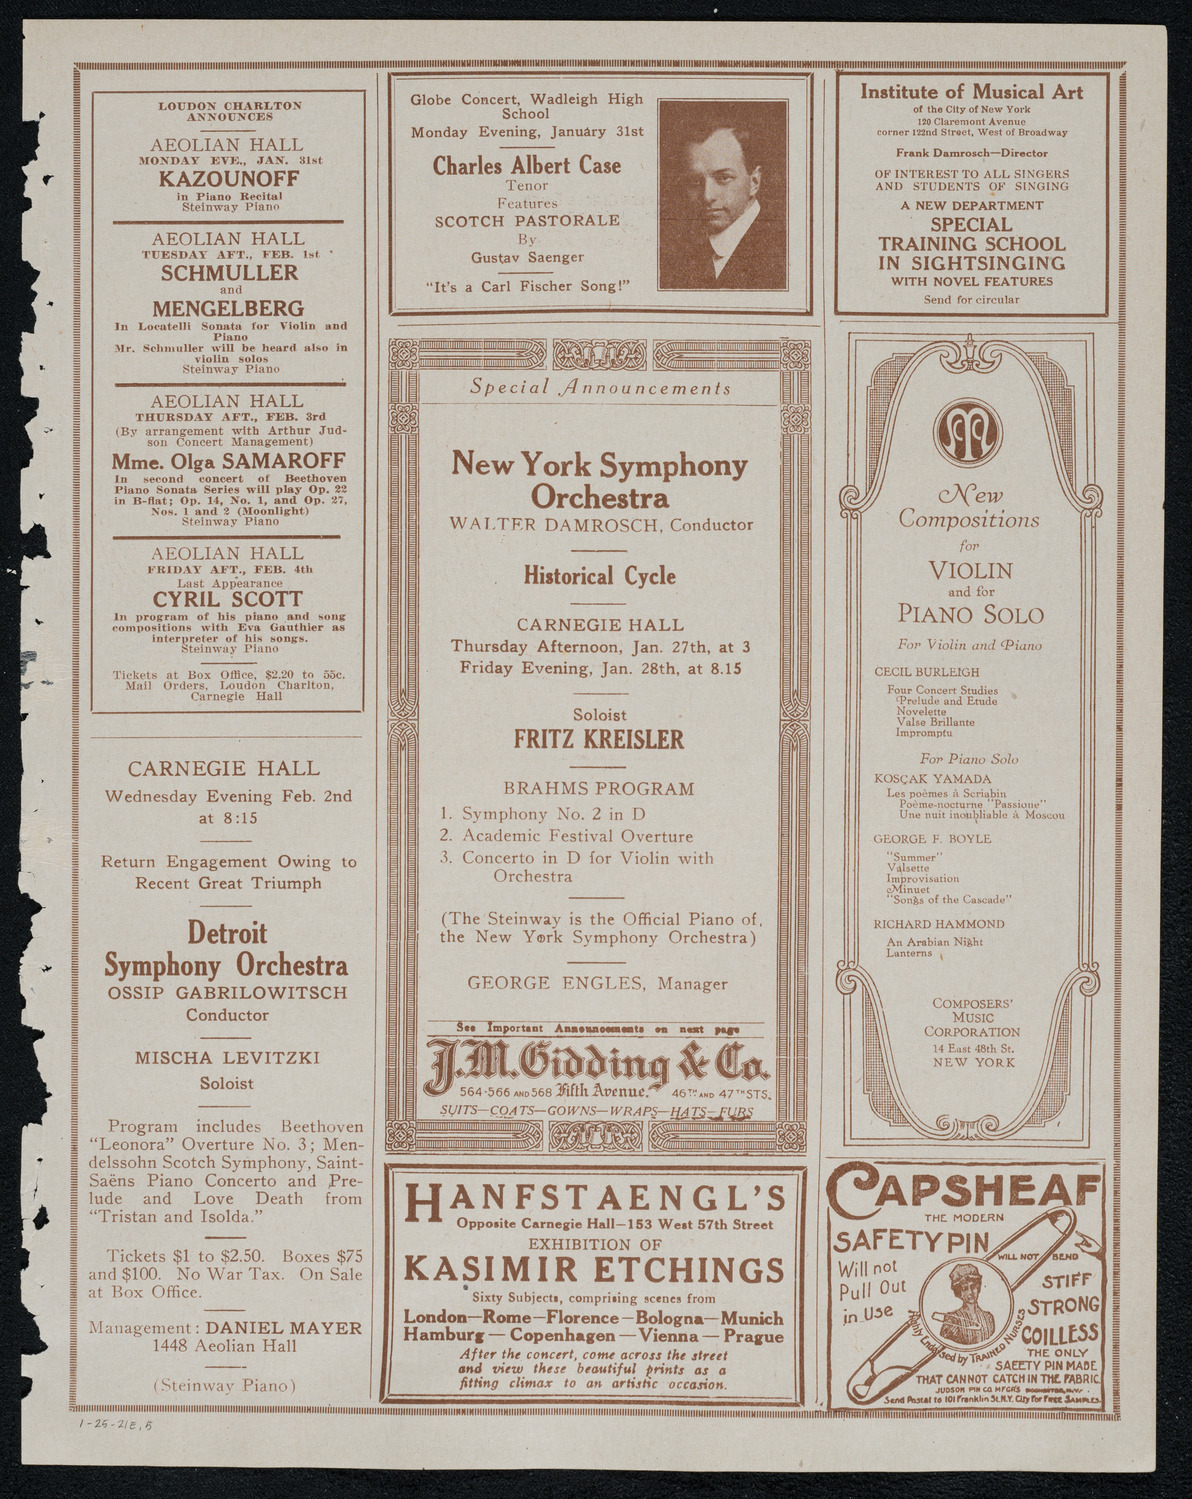 LOUDON CHARLTON
ANNOUNCES
AEOLIAN HALL
MONDAY EVE., JAN. 31st
KAZOUNOFF
in Piano Recital
Steinway Piano
AEOLIAN HALL
TUESDAY AFT., FEB. 1st
SCHMULLER
and
MENGELBERG
In Locatelli Sonata for Violin and
Piano
Mr. Schmuller will be heard also in
violin solos
Steinway Piano
AEOLIAN HALL
THURSDAY AFT., FEB. 3rd
(By arrangement with Arthur Jud-
son Concert Management)
Mme. Olga SAMAROFF
In second concert of Beethoven
Piano Sonata Series will play Op. 22
in B-flat; Op. 14, No. 1, and Op. 27,
Nos. 1 and 2 (Moonlight)
Steinway Piano
AEOLIAN HALL
FRIDAY AFT., FEB. 4th
Last Appearance
CYRIL SCOTT
In program of his piano and song
compositions with Eva Gauthier as
interpreter of his songs.
Steinway Piano
Tickets at Box Office, $2.20 to 55c.
Mail Orders, Loudon Charlton,
Carnegie Hall
CARNEGIE HALL
Wednesday Evening Feb. 2nd
at 8:15
Return Engagement Owing to
Recent Great Triumph
Detroit
Symphony Orchestra
OSSIP GABRILOWITSCH
Conductor
MISCHA LEVITZKI
Soloist
Program includes Beethoven
"Leonora" Overture No. 3; Men-
delssohn Scotch Symphony, Saint-
Saëns Piano Concerto and Pre-
lude and Love Death from
"Tristan and Isolda."
Tickets $1 to $2.50. Boxes $75
and $100. No War Tax. On Sale
at Box Office.
Management: DANIEL MAYER
1448 Aeolian Hall
(Steinway Piano)
Globe Concert, Wadleigh High
School
Monday Evening, January 31st
Charles Albert Case
Tenor
Features
SCOTCH PASTORALE
By
Gustav Saenger
"It's a Carl Fischer Song!"
Special Announcements
New York Symphony
Orchestra
WALTER DAMROSCH, Conductor
Historical Cycle
CARNEGIE HALL
Thursday Afternoon, Jan. 27th, at 3
Friday Evening, Jan. 28th, at 8.15
Soloist
FRITZ KREISLER
BRAHMS PROGRAM
1. Symphony No. 2 in D
2. Academic Festival Overture
3. Concerto in D for Violin with
Orchestra
(The Steinway is the Official Piano of,
the New York Symphony Orchestra)
GEORGE ENGLES, Manager
See Important Announcements on next page
J.M. Gidding & Co.
564-566 AND 568 Fifth Avenue. 46TH AND 47TH STS.
SUITS—COATS—GOWNS—WRAPS—HATS—FURS
HANFSTAENGL'S
Opposite Carnegie Hall—153 West 57th Street
EXHIBITION OF
KASIMIR ETCHINGS
Sixty Subjects, comprising scenes from
London—Rome—Florence—Bologna—Munich
Hamburg—Copenhagen—Vienna—Prague
After the concert, come across the street
and view these beautiful prints as a
fitting climax to an artistic occasion.
Institute of Musical Art
of the City of New York
120 Claremont Avenue
corner 122nd Street, West of Broadway
Frank Damrosch—Director
OF INTEREST TO ALL SINGERS
AND STUDENTS OF SINGING
A NEW DEPARTMENT
SPECIAL
TRAINING SCHOOL
IN SIGHTSINGING
WITH NOVEL FEATURES
Send for circular
New
Compositions
for
VIOLIN
and for
PIANO SOLO
For Violin and Piano
CECIL BURLEIGH
Four Concert Studies
Prelude and Etude
Novelette
Valse Brillante
Impromptu
For Piano Solo
KOSÇAK YAMADA
Les poèmes à Scriabin
Poème-nocturne "Passione"
Une nuit inoubliable à Moscou
GEORGE F. BOYLE
"Summer"
Valsette
Improvisation
Minuet
"Songs of the Cascade"
RICHARD HAMMOND
An Arabian Night
Lanterns
COMPOSERS'
MUSIC
CORPORATION
14 East 48th St.
NEW YORK
CAPSHEAF
THE MODERN
SAFETY PIN
WILL NOT BEND
Will not
Pull Out
in Use
STIFF
STRONG
COILLESS
Highly Endorsed by TRAINED NURSES
THE ONLY
SAFETY PIN MADE
THAT CANNOT CATCH IN THE FABRIC.
JUDSON PIN CO. MFGRS ROCHESTER, N.Y.
Send Postal to 101 Franklin St. N.Y. City for FREE SAMPLES.
1-25-21E, 5